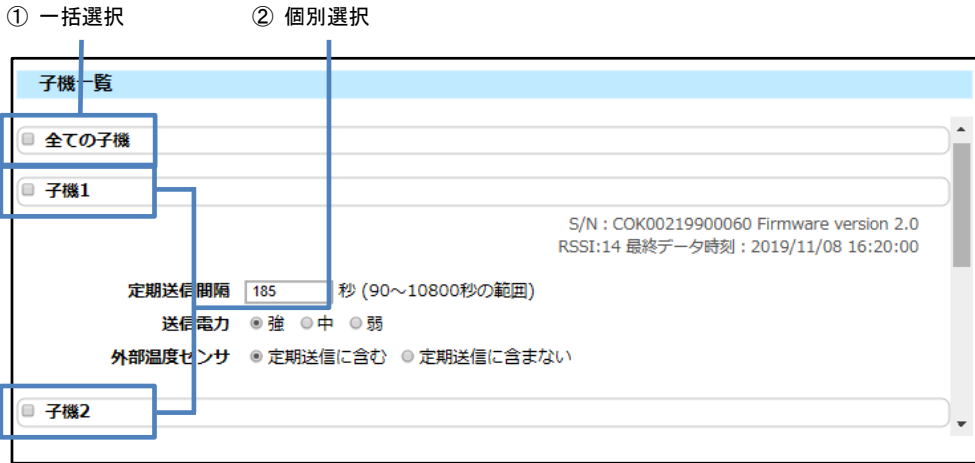 ① 一括選択 ② 個別選択
子機一覧
全ての子機
子機1
S/N : COK00219900060 Firmware version 2.0
RSSI:14 最終データ時刻 : 2019/11/08 16:20:00
定期送信間隔 185 秒 (90～10800秒の範囲)
送信電力 強 中 弱
外部温度センサ 定期送信に含む 定期送信に含まない
子機2